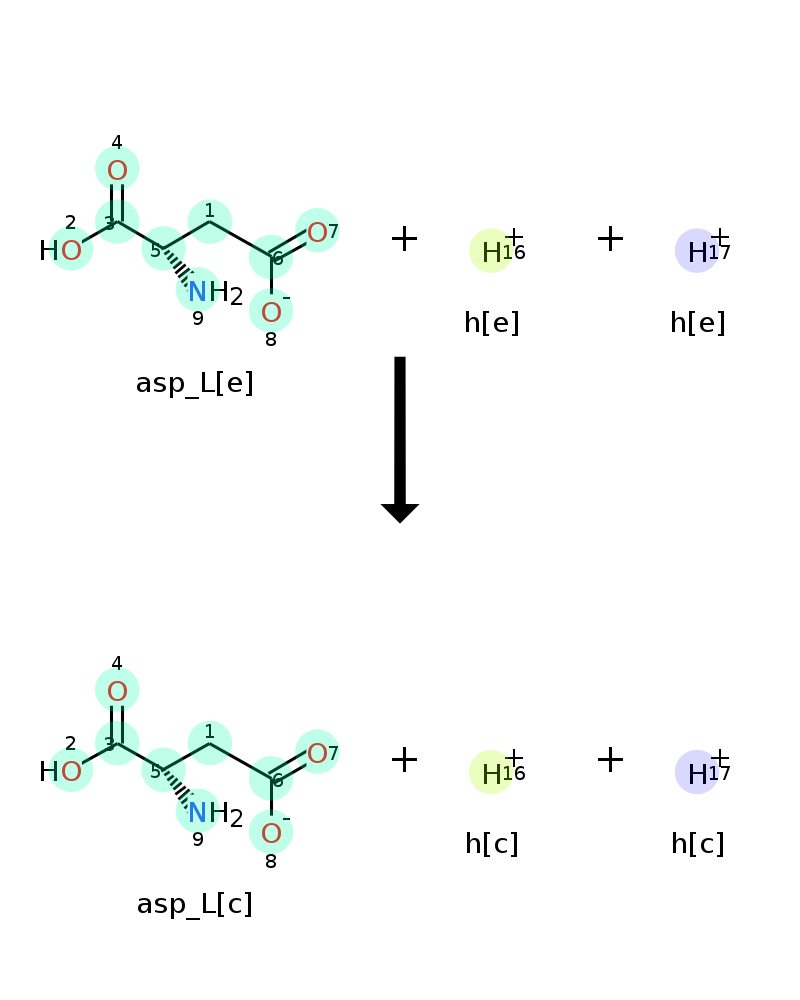 4
O
2
3
1
O7
HO
5
6
NH2
O-
9
8
+
H+
16
+
H+
17
asp_L[e]
h[e]
h[e]
4
O
2
3
1
O7
HO
5
6
NH2
O-
9
8
+
H+
16
+
H+
17
asp_L[c]
h[c]
h[c]